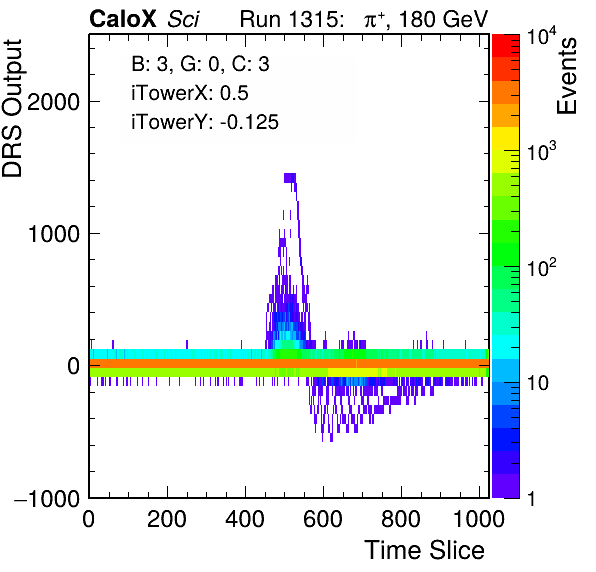 CaloX Sci Run 1315: π⁺, 180 GeV
B: 3, G: 0, C: 3
iTowerX: 0.5
iTowerY: -0.125
DRS Output
2000
1000
0
−1000
0 200 400 600 800 1000
Time Slice
Events
10⁴
10³
10²
10
1